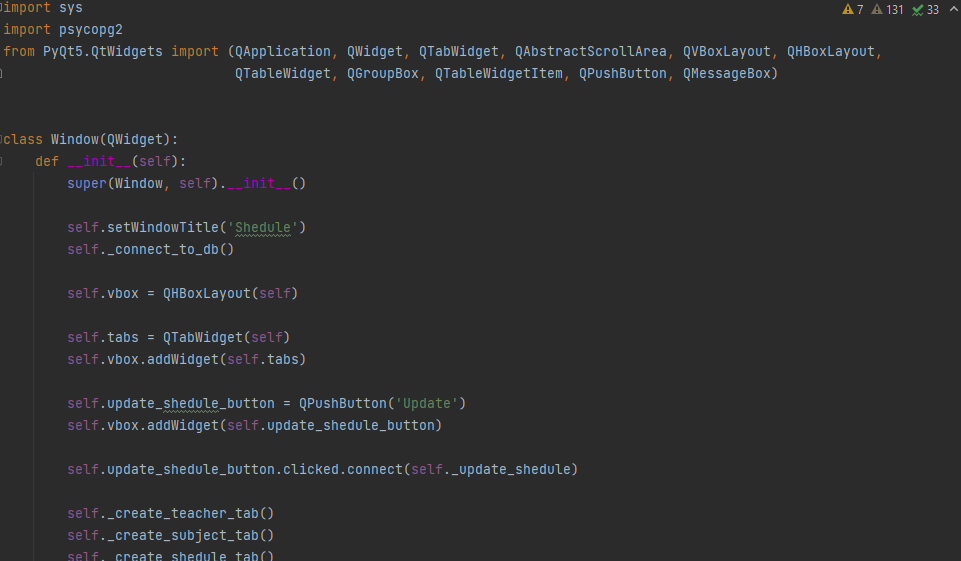 import sys
7 131 33
import psycopg2
from PyQt5.QtWidgets import (QApplication, QWidget, QTabWidget, QAbstractScrollArea, QVBoxLayout, QHBoxLayout,
                             QTableWidget, QGroupBox, QTableWidgetItem, QPushButton, QMessageBox)
class Window(QWidget):
    def __init__(self):
        super(Window, self).__init__()
        self.setWindowTitle('Shedule')
        self._connect_to_db()
        self.vbox = QHBoxLayout(self)
        self.tabs = QTabWidget(self)
        self.vbox.addWidget(self.tabs)
        self.update_shedule_button = QPushButton('Update')
        self.vbox.addWidget(self.update_shedule_button)
        self.update_shedule_button.clicked.connect(self._update_shedule)
        self._create_teacher_tab()
        self._create_subject_tab()
        self._create_shedule_tab()